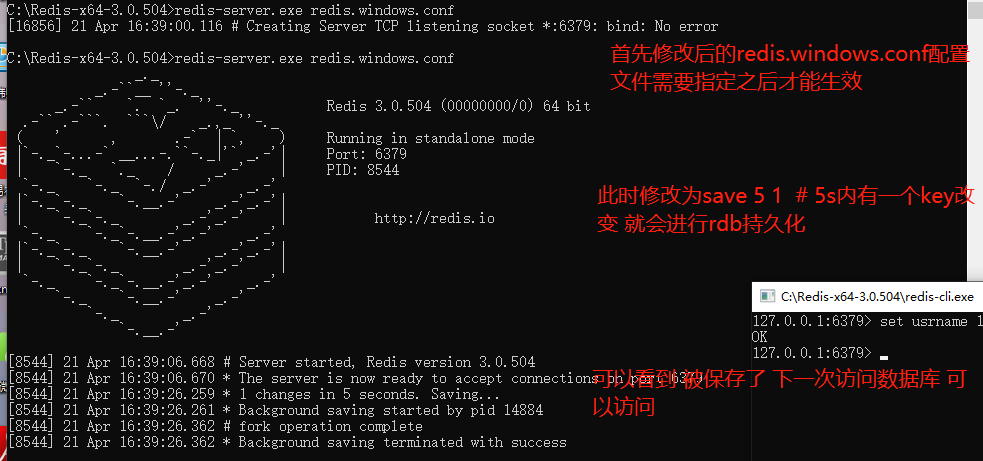 C:\Redis-x64-3.0.504>redis-server.exe redis.windows.conf
[16856] 21 Apr 16:39:00.116 # Creating Server TCP listening socket *:6379: bind: No error
首先修改后的redis.windows.conf配置
文件需要指定之后才能生效
C:\Redis-x64-3.0.504>redis-server.exe redis.windows.conf
Redis 3.0.504 (00000000/0) 64 bit
Running in standalone mode
Port: 6379
PID: 8544
此时修改为save 5 1 # 5s内有一个key改
变 就会进行rdb持久化
http://redis.io
C:\Redis-x64-3.0.504\redis-cli.exe
127.0.0.1:6379> set usrname 1
OK
127.0.0.1:6379>
[8544] 21 Apr 16:39:06.668 # Server started, Redis version 3.0.504
[8544] 21 Apr 16:39:06.670 * The server is now ready to accept connections on port 6379
[8544] 21 Apr 16:39:26.259 * 1 changes in 5 seconds. Saving...
[8544] 21 Apr 16:39:26.261 * Background saving started by pid 14884
[8544] 21 Apr 16:39:26.362 # fork operation complete
[8544] 21 Apr 16:39:26.362 * Background saving terminated with success
可以看到 被保存了 下一次访问数据库 可
以访问